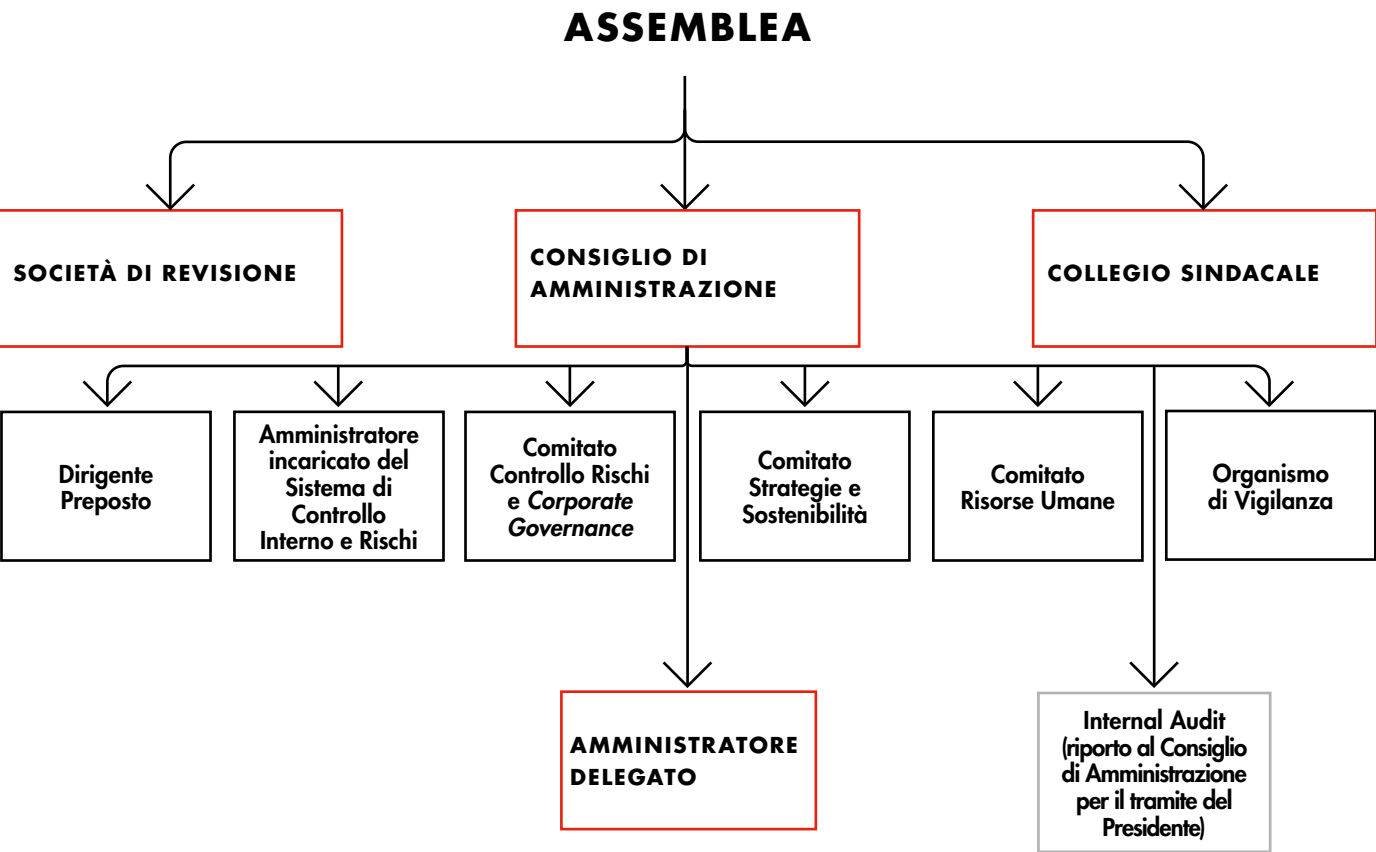 ASSEMBLEA
SOCIETÀ DI REVISIONE
CONSIGLIO DI
AMMINISTRAZIONE
COLLEGIO SINDACALE
Dirigente
Preposto
Amministratore
incaricato del
Sistema di
Controllo
Interno e Rischi
Comitato
Controllo Rischi
e Corporate
Governance
Comitato
Strategie e
Sostenibilità
Comitato
Risorse Umane
Organismo
di Vigilanza
AMMINISTRATORE
DELEGATO
Internal Audit
(riporto al Consiglio
di Amministrazione
per il tramite del
Presidente)